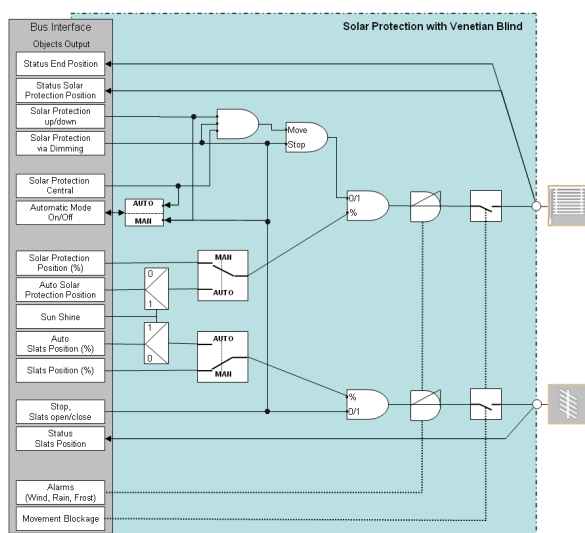 Solar Protection with Venetian Blind
Bus Interface
Objects Output
Status End Position
Status Solar
Protection Position
Solar Protection
up/down
Solar Protection
via Dimming
Move
Stop
Solar Protection
Central
Automatic Mode
On/Off
AUTO
MAN
0/1
%
Solar Protection
Position (%)
Auto Solar
Protection Position
Sun Shine
Auto
Slats Position (%)
Slats Position (%)
0
1
1
0
MAN
AUTO
AUTO
MAN
%
0/1
Stop,
Slats open/close
Status
Slats Position
Alarms
(Wind, Rain, Frost)
Movement Blockage